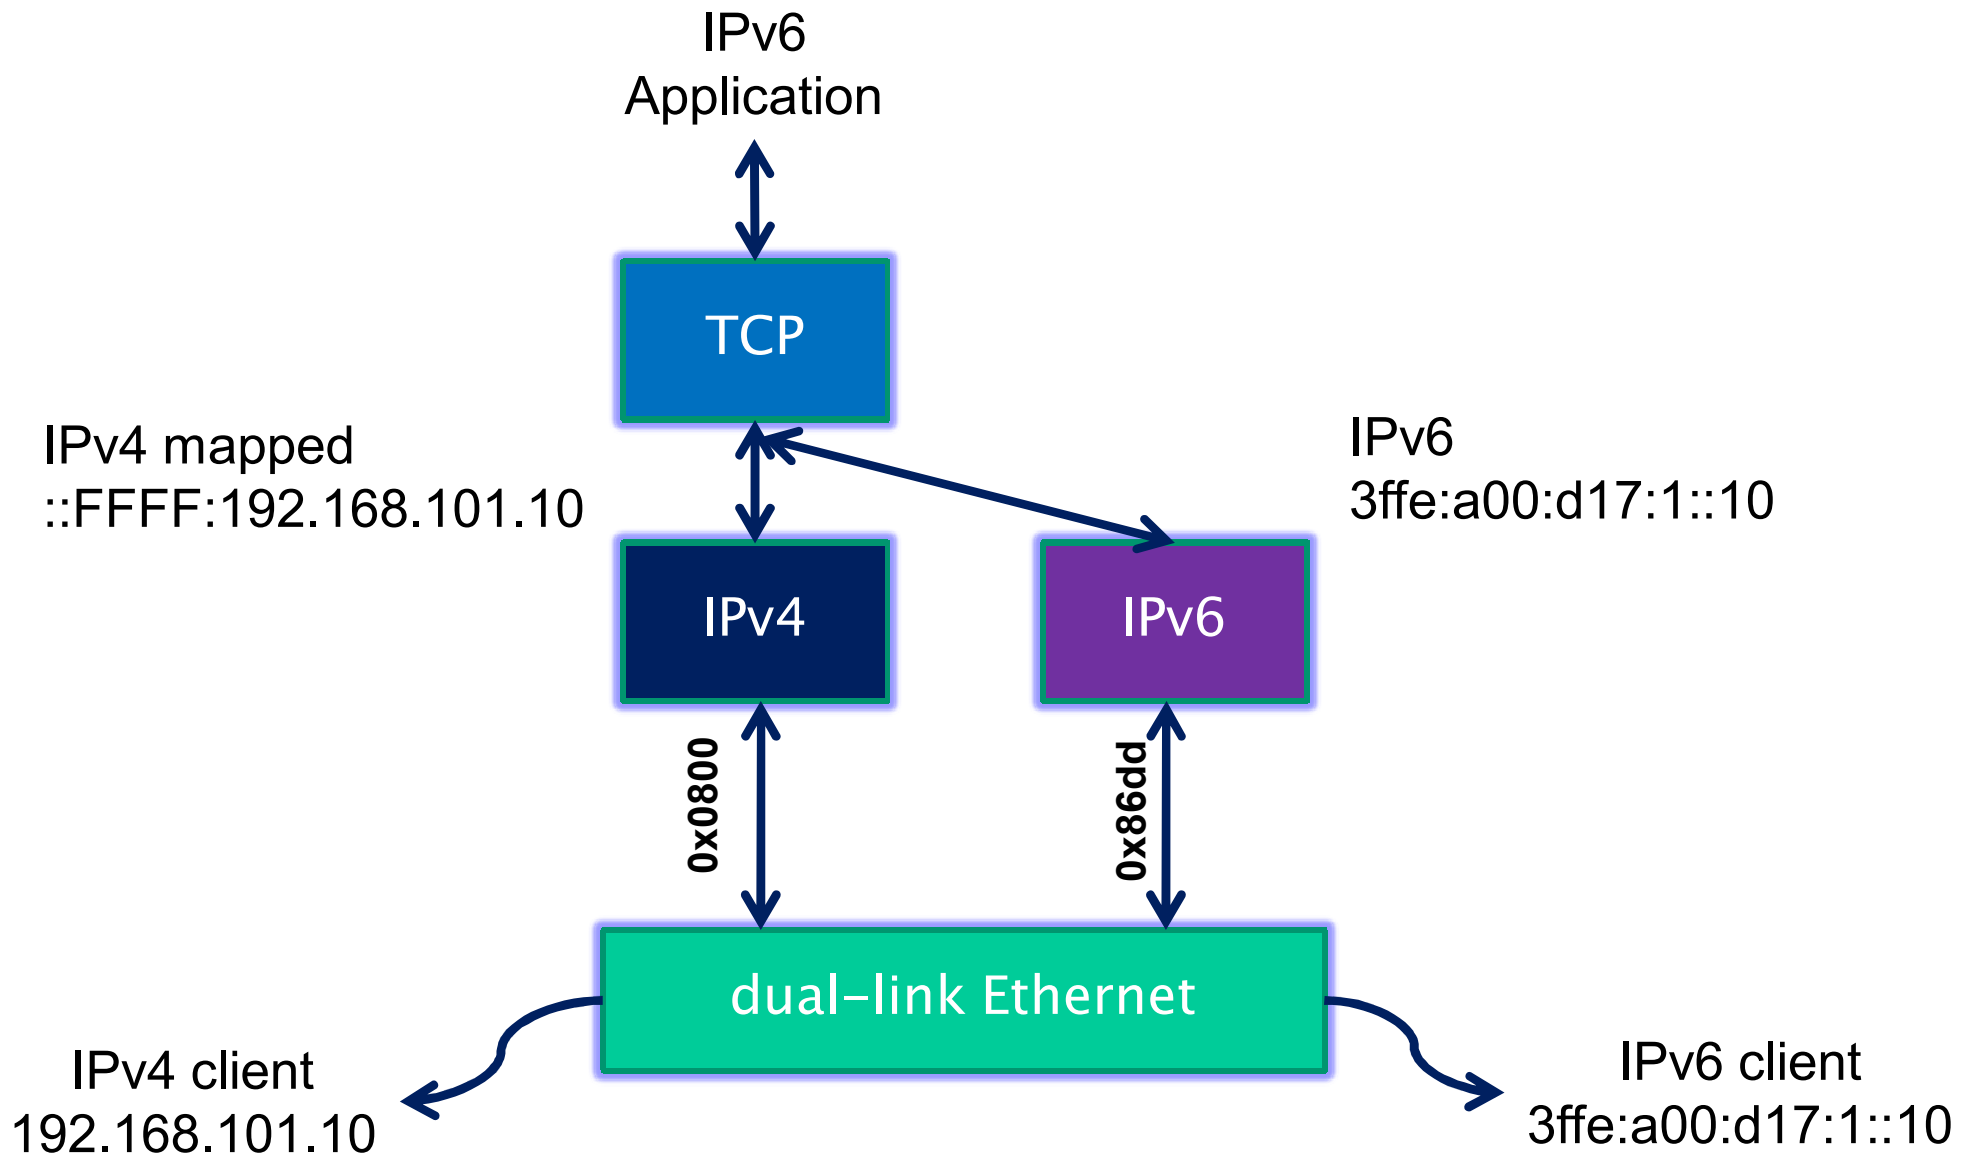 IPv6
Application
TCP
IPv4 mapped
::FFFF:192.168.101.10
IPv6
3ffe:a00:d17:1::10
IPv4
IPv6
0x0800
0x86dd
dual-link Ethernet
IPv4 client
192.168.101.10
IPv6 client
3ffe:a00:d17:1::10